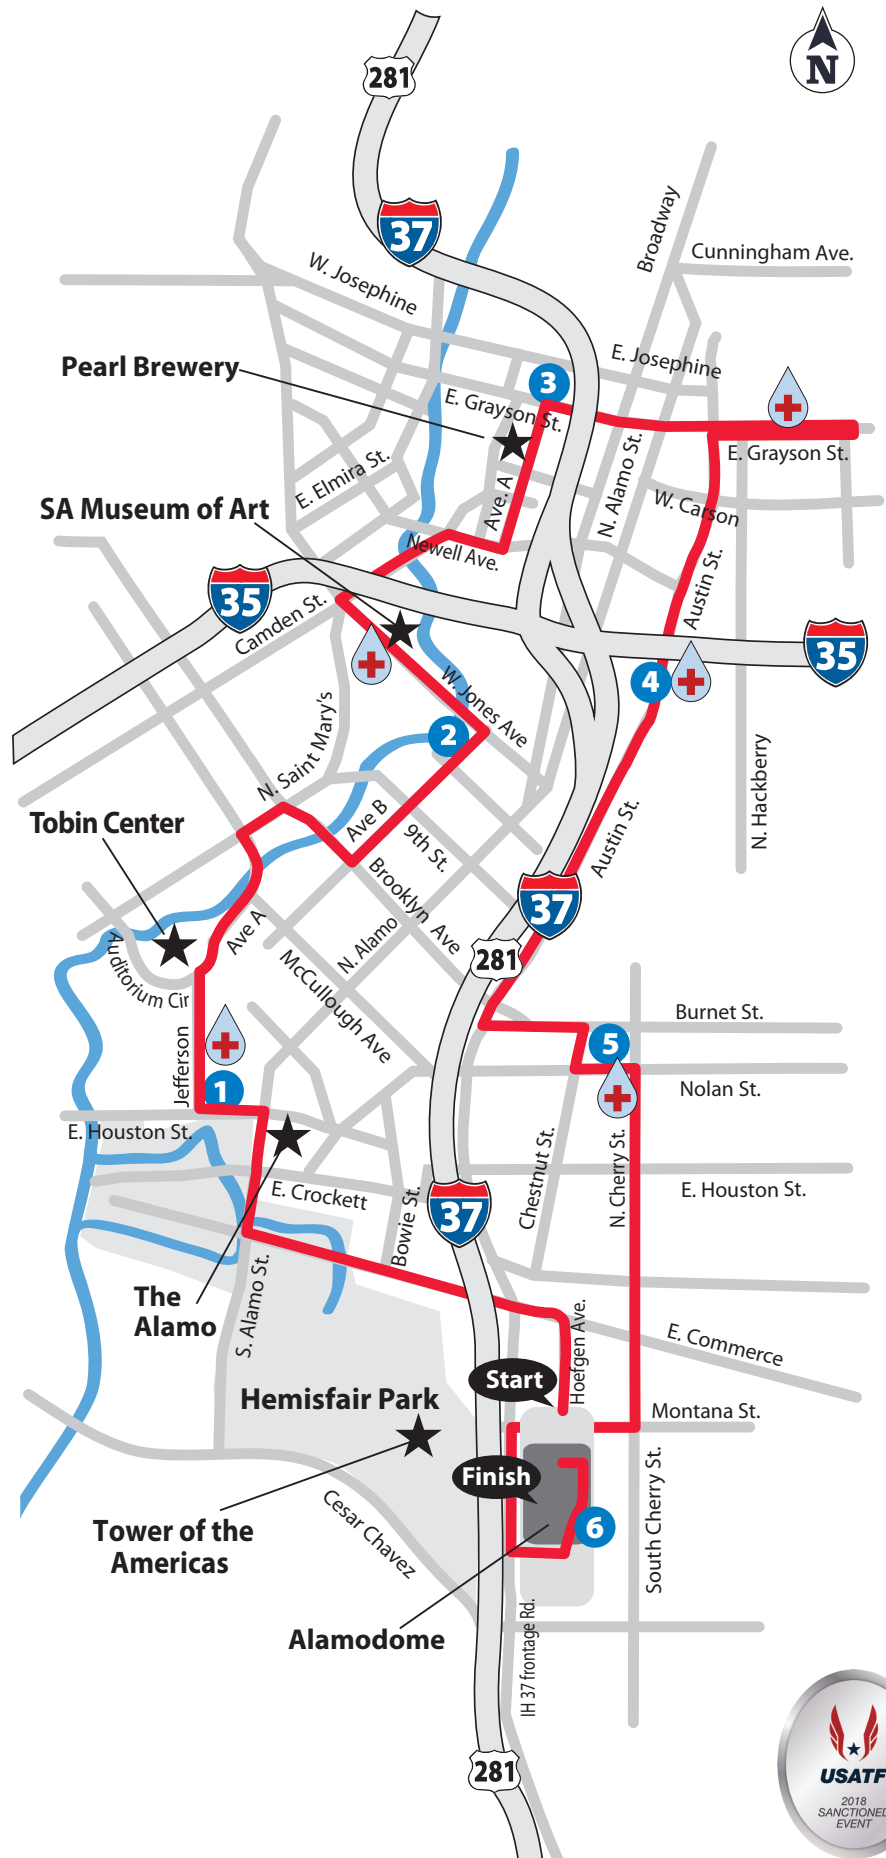 281
N
37
Broadway
Cunningham Ave.
W. Josephine
E. Josephine
Pearl Brewery
3
E. Grayson St.
E. Grayson St.
N. Alamo St.
E. Elmira St.
Ave. A
W. Carson
SA Museum of Art
Newell Ave.
Austin St.
35
Camden St.
35
4
W. Jones Ave
2
N. Saint Mary's
N. Hackberry
Tobin Center
Ave B
9th St.
Austin St.
Brooklyn Ave
37
Ave A
N. Alamo
281
Auditorium Cir
McCullough Ave
Burnet St.
5
Jefferson
1
Nolan St.
E. Houston St.
Chestnut St.
N. Cherry St.
E. Houston St.
E. Crockett
Bowie St.
37
The
Alamo
S. Alamo St.
Hoefgen Ave.
E. Commerce
Start
Hemisfair Park
Montana St.
Finish
Tower of the
Americas
Cesar Chavez
6
South Cherry St.
Alamodome
IH 37 frontage Rd.
281
USATF
2018
SANCTIONED
EVENT